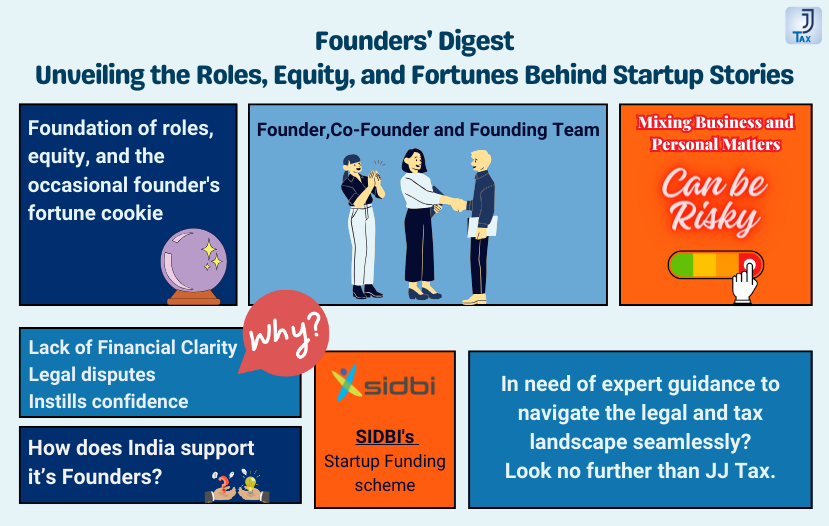 JJ
TAX
Founders' Digest
Unveiling the Roles, Equity, and Fortunes Behind Startup Stories
Foundation of roles,
equity, and the
occasional founder's
fortune cookie
Founder,Co-Founder and Founding Team
Mixing Business and
Personal Matters
Can be
Risky
Why?
Lack of Financial Clarity
Legal disputes
Instills confidence
How does India support
it's Founders?
sidbi
SIDBI's
Startup Funding
scheme
In need of expert guidance to
navigate the legal and tax
landscape seamlessly?
Look no further than JJ Tax.